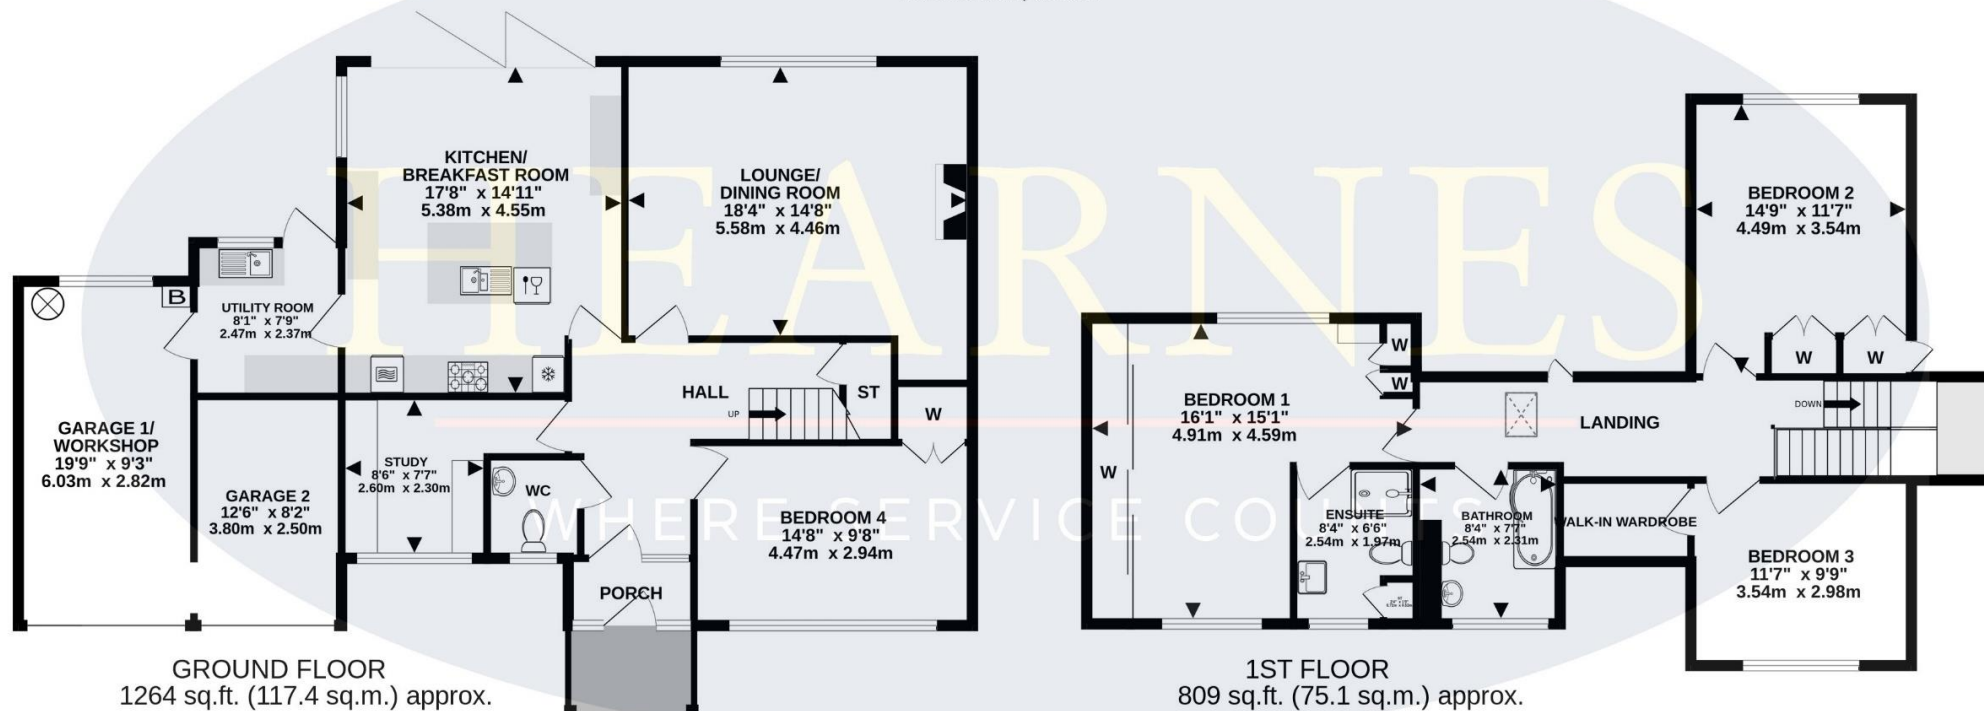 KITCHEN/
BREAKFAST ROOM
17'8" x 14'11"
5.38m x 4.55m
LOUNGE/
DINING ROOM
18'4" x 14'8"
5.58m x 4.46m
UTILITY ROOM
8'1" x 7'9"
2.47m x 2.37m
B
GARAGE 1/
WORKSHOP
19'9" x 9'3"
6.03m x 2.82m
GARAGE 2
12'6" x 8'2"
3.80m x 2.50m
STUDY
8'6" x 7'7"
2.60m x 2.30m
WC
HALL
UP
ST
W
BEDROOM 4
14'8" x 9'8"
4.47m x 2.94m
PORCH
GROUND FLOOR
1264 sq.ft. (117.4 sq.m.) approx.
HEARNES
WHERE SERVICE COUNTS
BEDROOM 1
16'1" x 15'1"
4.91m x 4.59m
W
W
W
ENSUITE
8'4" x 6'6"
2.54m x 1.97m
BATHROOM
8'4" x 7'7"
2.54m x 2.31m
LANDING
DOWN
BEDROOM 2
14'9" x 11'7"
4.49m x 3.54m
W
W
WALK-IN WARDROBE
BEDROOM 3
11'7" x 9'9"
3.54m x 2.98m
1ST FLOOR
809 sq.ft. (75.1 sq.m.) approx.